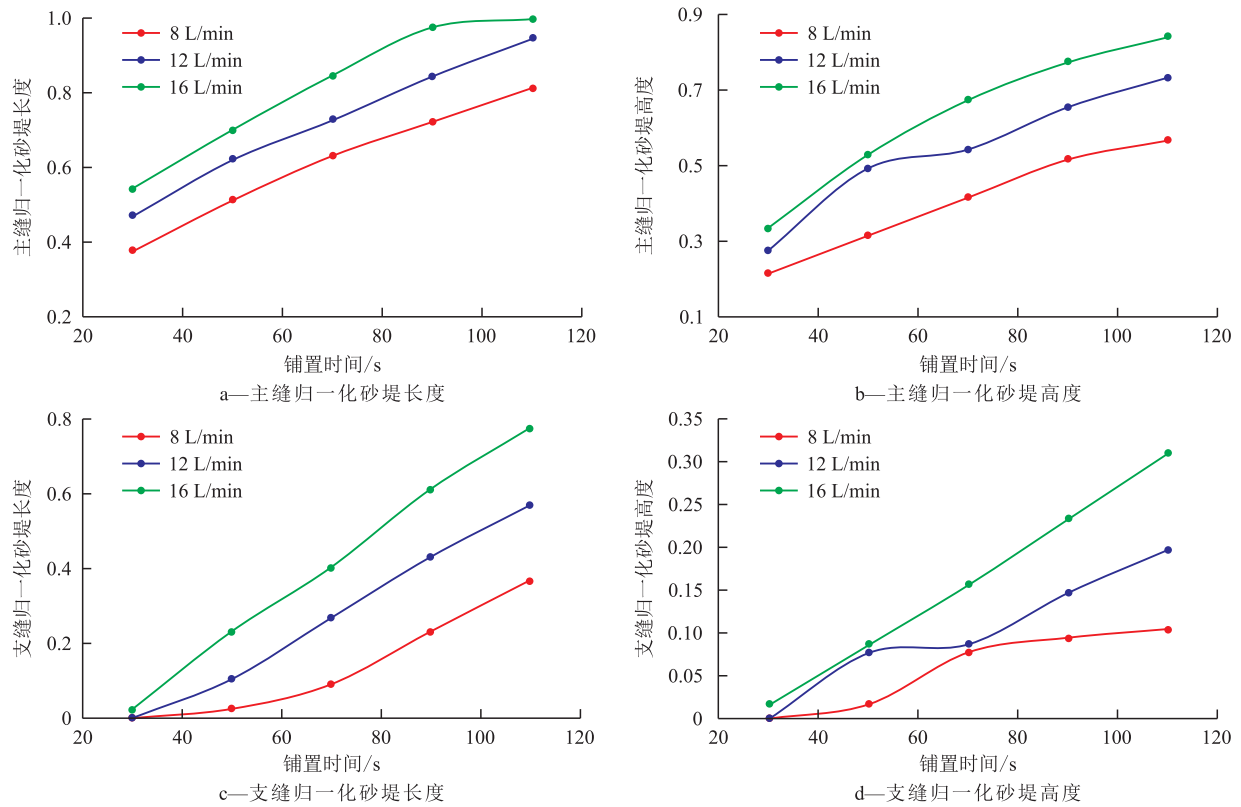 1.0
0.8
0.6
0.4
0.2
主缝归一化砂堤长度
8 L/min
12 L/min
16 L/min
20
40
60
80
100
120
铺置时间/s
a—主缝归一化砂堤长度
0.9
0.7
0.5
0.3
0.1
主缝归一化砂堤高度
8 L/min
12 L/min
16 L/min
20
40
60
80
100
120
铺置时间/s
b—主缝归一化砂堤高度
0.8
0.6
0.4
0.2
0
支缝归一化砂堤长度
8 L/min
12 L/min
16 L/min
20
40
60
80
100
120
铺置时间/s
c—支缝归一化砂堤长度
0.35
0.30
0.25
0.20
0.15
0.10
0.05
0
支缝归一化砂堤高度
8 L/min
12 L/min
16 L/min
20
40
60
80
100
120
铺置时间/s
d—支缝归一化砂堤高度